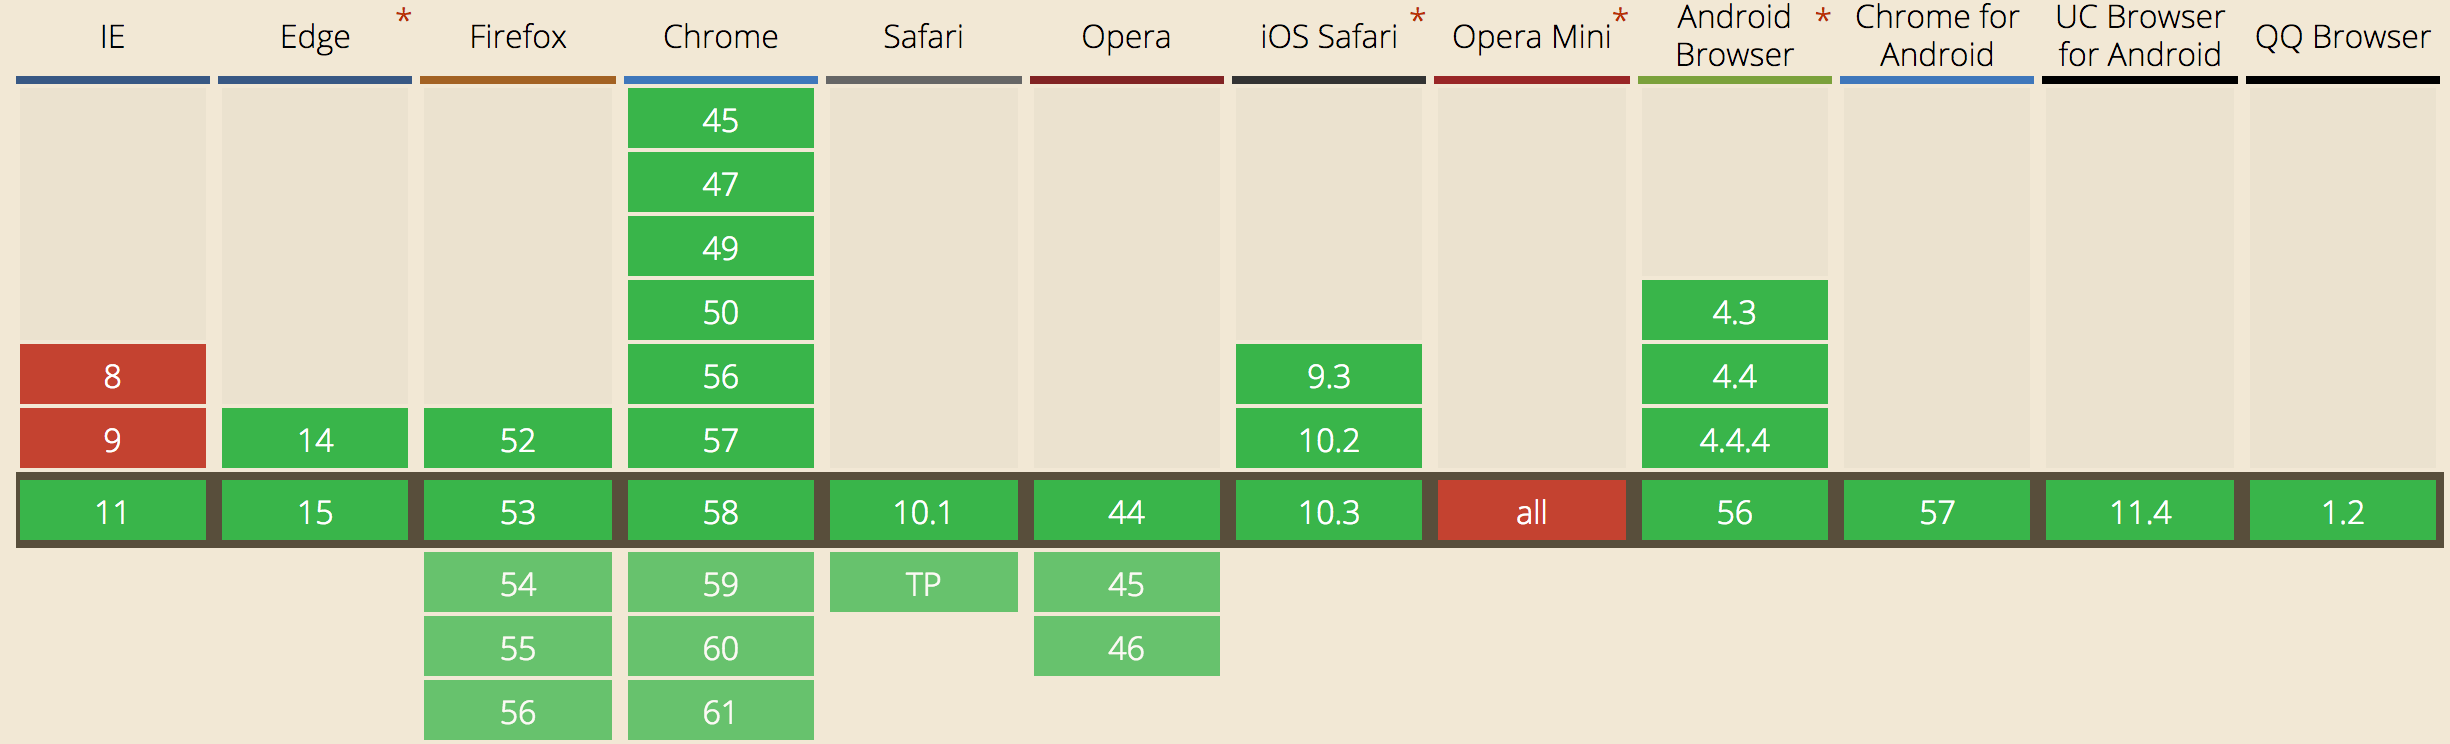 IE Edge * Firefox Chrome Safari Opera iOS Safari * Opera Mini * Android Browser * Chrome for Android UC Browser for Android QQ Browser
45
47
49
50 4.3
8 56 9.3 4.4
9 14 52 57 10.2 4.4.4
11 15 53 58 10.1 44 10.3 all 56 57 11.4 1.2
54 59 TP 45
55 60 46
56 61